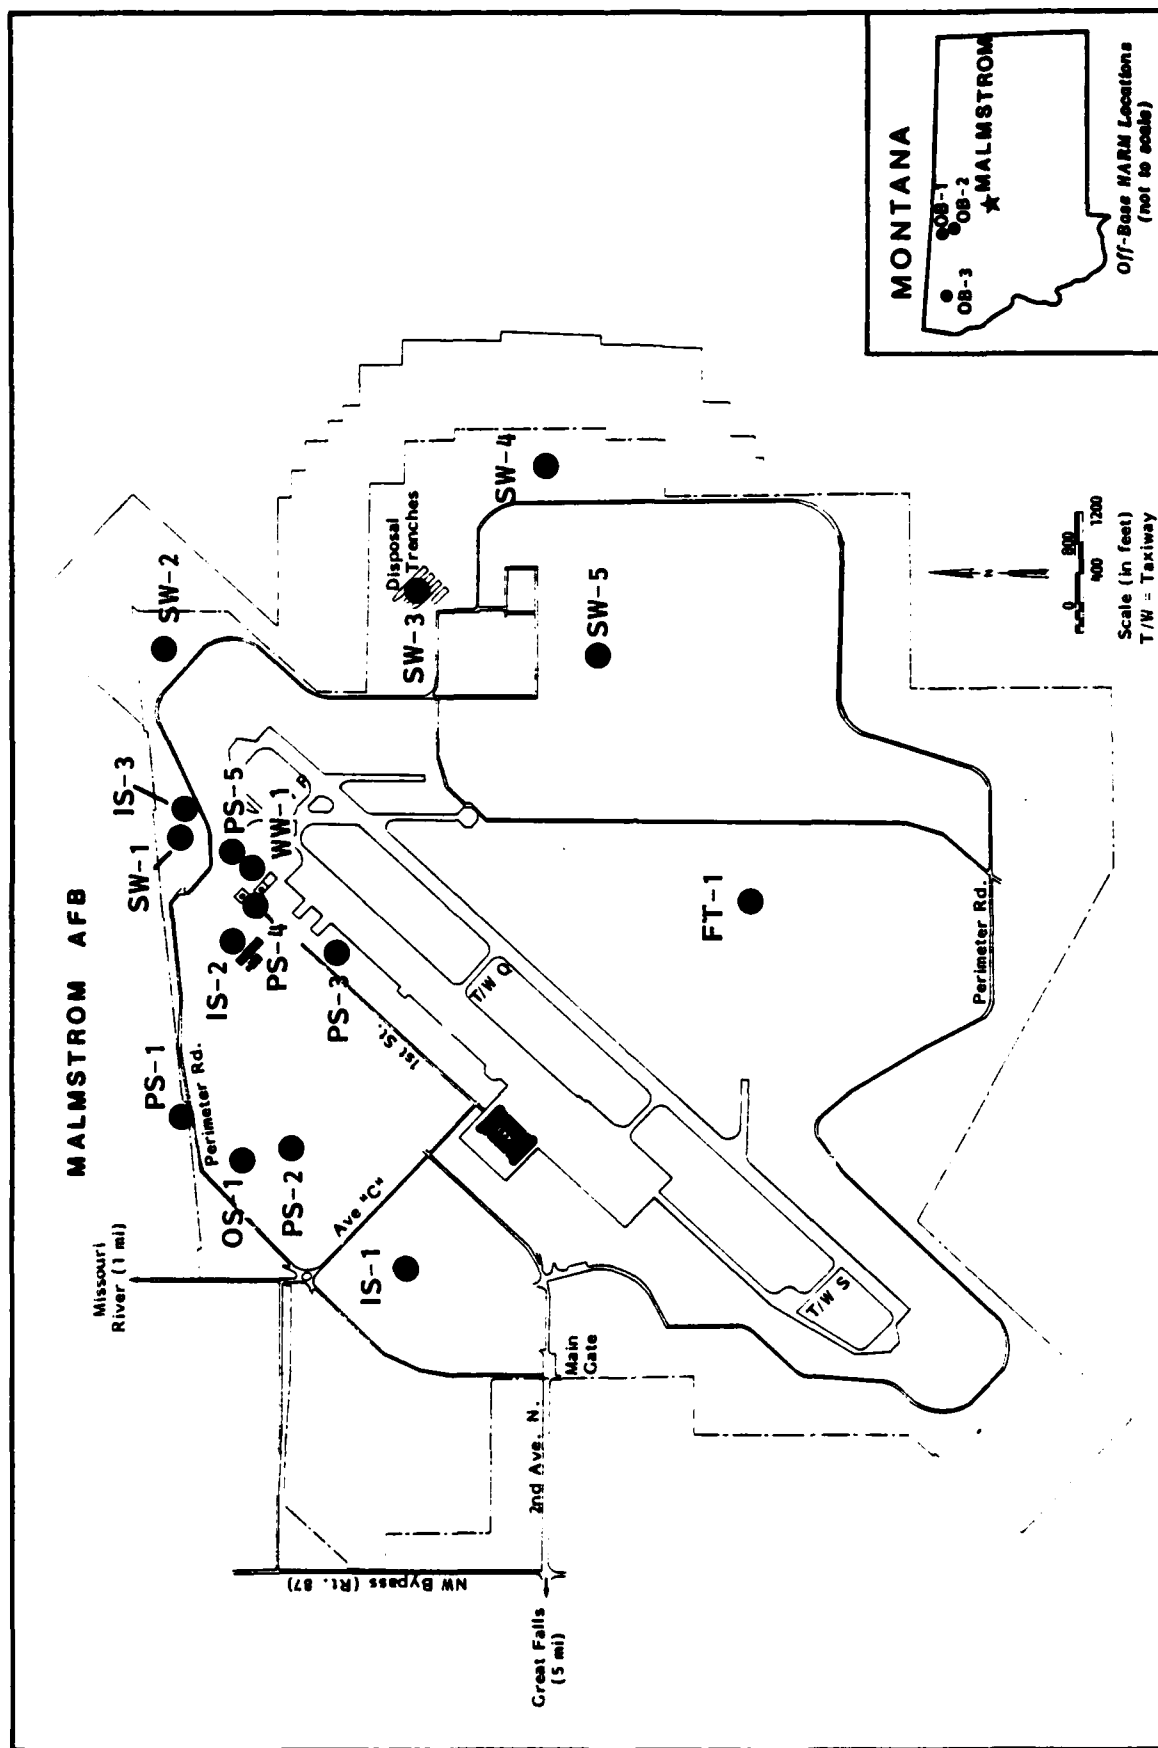 MALMSTROM AFB
Missouri
River (1 mi)
PS-1
Perimeter Rd.
OS-1
PS-2
Ave "C"
IS-1
IS-2
PS-4
PS-3
1st St.
SW-1
IS-3
PS-5
WW-1
SW-2
Disposal
Trenches
SW-3
SW-4
SW-5
T/W Q
T/W S
FT-1
Perimeter Rd.
Main
Gate
2nd Ave. N.
NW Bypass (Rt. 87)
Great Falls
(5 mi)
N
0
400
800
1200
Scale (in feet)
T/W = Taxiway
MONTANA
OB-1
OB-2
OB-3
MALMSTROM
Off-Base HARM Locations
(not to scale)